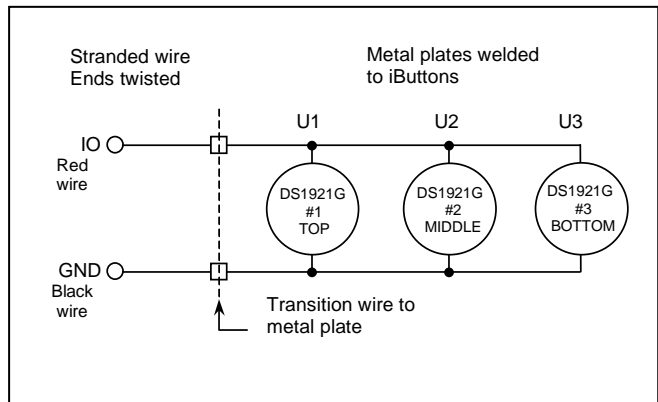 Stranded wire
Ends twisted
Metal plates welded
to iButtons
U1
U2
U3
IO
Red
wire
DS1921G
#1
TOP
DS1921G
#2
MIDDLE
DS1921G
#3
BOTTOM
GND
Black
wire
Transition wire to
metal plate